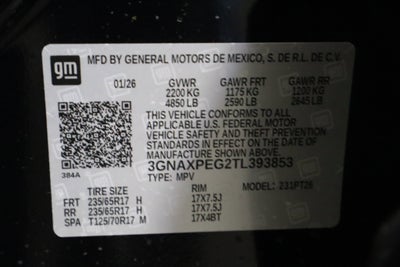 gm
MFD BY GENERAL MOTORS DE MEXICO, S. DE R.L. DE C.V.
01/26 GVWR GAWR FRT GAWR RR
2200 KG 1175 KG 1200 KG
4850 LB 2590 LB 2645 LB
THIS VEHICLE CONFORMS TO ALL
APPLICABLE U.S. FEDERAL MOTOR
VEHICLE SAFETY AND THEFT PREVENTION
STANDARDS IN EFFECT ON THE DATE OF
MANUFACTURE SHOWN ABOVE.
3GNAXPEG2TL393853
384A TYPE: MPV MODEL: 231PT26
TIRE SIZE RIM
FRT 235/65R17 H 17X7.5J
RR 235/65R17 H 17X7.5J
SPA T125/70R17 M 17X4BT